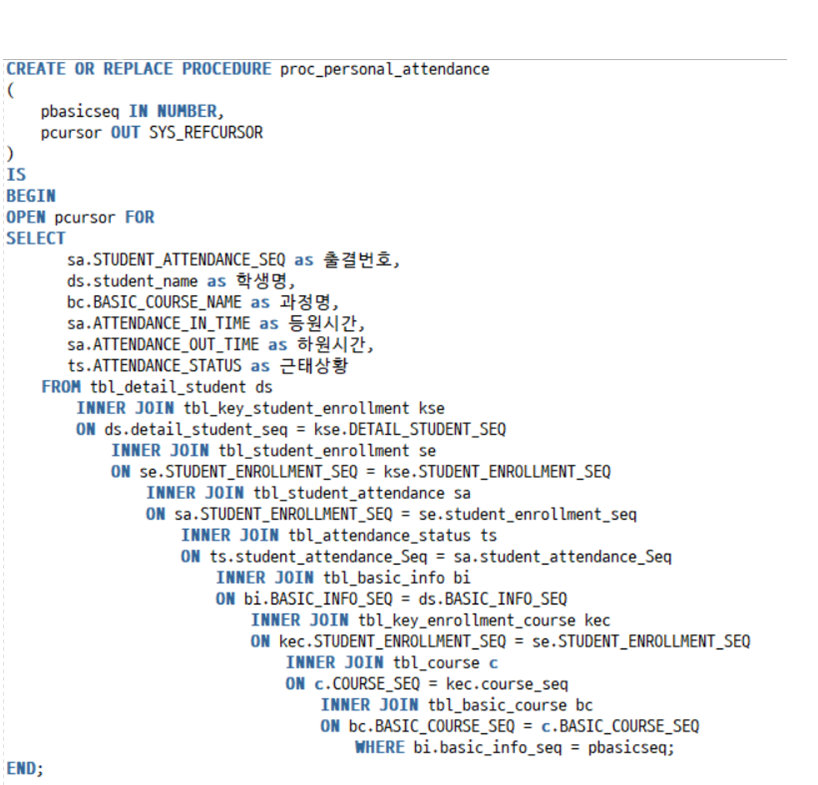 CREATE OR REPLACE PROCEDURE proc_personal_attendance
(
pbasicseq IN NUMBER,
pcursor OUT SYS_REFCURSOR
)
IS
BEGIN
OPEN pcursor FOR
SELECT
sa.STUDENT_ATTENDANCE_SEQ as 출결번호,
ds.student_name as 학생명,
bc.BASIC_COURSE_NAME as 과정명,
sa.ATTENDANCE_IN_TIME as 등원시간,
sa.ATTENDANCE_OUT_TIME as 하원시간,
ts.ATTENDANCE_STATUS as 근태상황
FROM tbl_detail_student ds
INNER JOIN tbl_key_student_enrollment kse
ON ds.detail_student_seq = kse.DETAIL_STUDENT_SEQ
INNER JOIN tbl_student_enrollment se
ON se.STUDENT_ENROLLMENT_SEQ = kse.STUDENT_ENROLLMENT_SEQ
INNER JOIN tbl_student_attendance sa
ON sa.STUDENT_ENROLLMENT_SEQ = se.student_enrollment_seq
INNER JOIN tbl_attendance_status ts
ON ts.student_attendance_Seq = sa.student_attendance_Seq
INNER JOIN tbl_basic_info bi
ON bi.BASIC_INFO_SEQ = ds.BASIC_INFO_SEQ
INNER JOIN tbl_key_enrollment_course kec
ON kec.STUDENT_ENROLLMENT_SEQ = se.STUDENT_ENROLLMENT_SEQ
INNER JOIN tbl_course c
ON c.COURSE_SEQ = kec.course_seq
INNER JOIN tbl_basic_course bc
ON bc.BASIC_COURSE_SEQ = c.BASIC_COURSE_SEQ
WHERE bi.basic_info_seq = pbasicseq;
END;